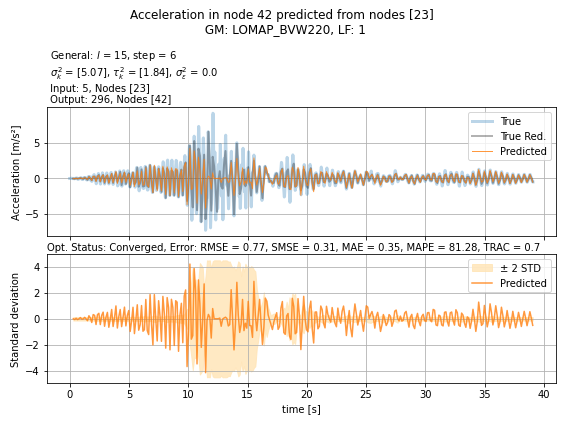 Acceleration in node 42 predicted from nodes [23]
GM: LOMAP_BVW220, LF: 1
General: l = 15, step = 6
σ²ₖ = [5.07], τ²ₖ = [1.84], σ²ε = 0.0
Input: 5, Nodes [23]
Output: 296, Nodes [42]
Acceleration [m/s²]
5
0
−5
True
True Red.
Predicted
Opt. Status: Converged, Error: RMSE = 0.77, SMSE = 0.31, MAE = 0.35, MAPE = 81.28, TRAC = 0.7
Standard deviation
4
2
0
−2
−4
± 2 STD
Predicted
0 5 10 15 20 25 30 35 40
time [s]